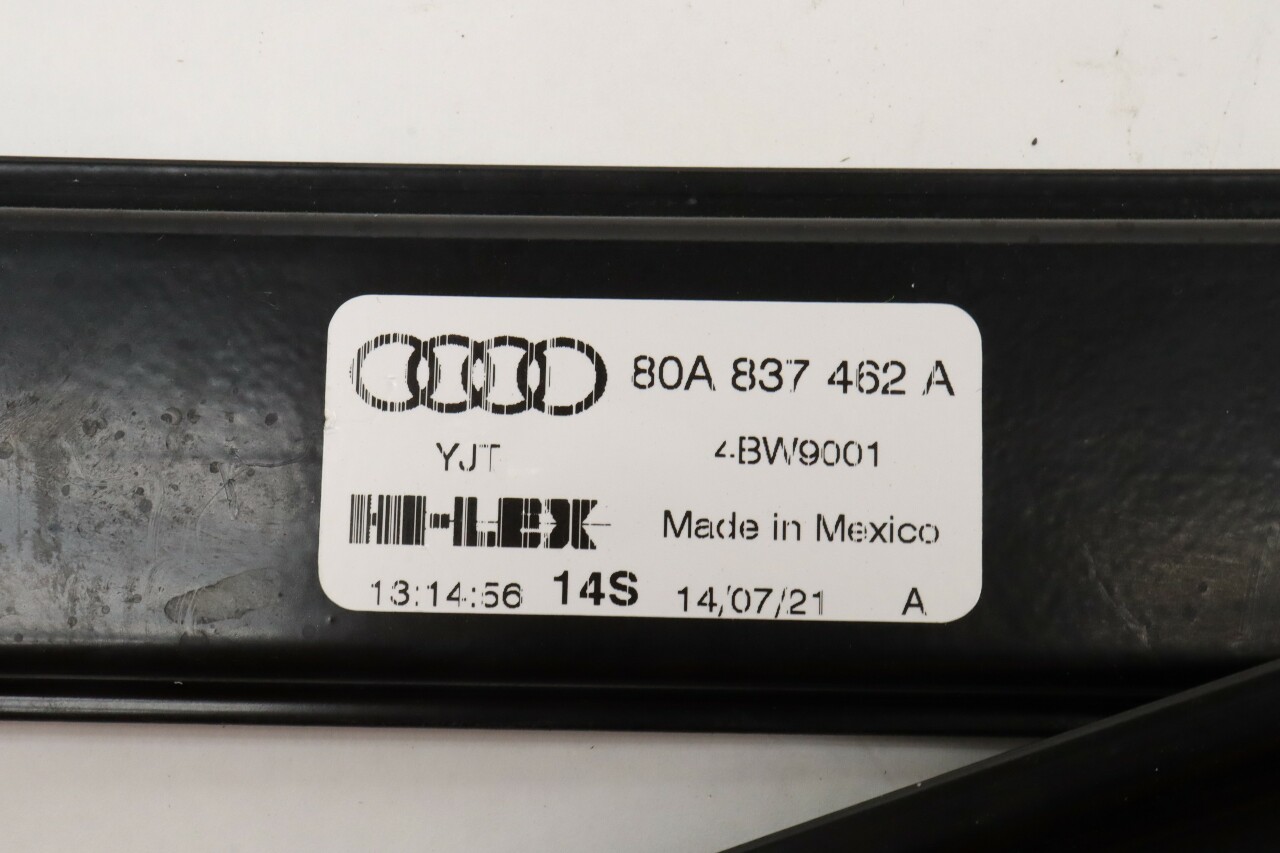 80A 837 462 A
YJT 4BW9001
HI-LEX Made in Mexico
13:14:56 14S 14/07/21 A